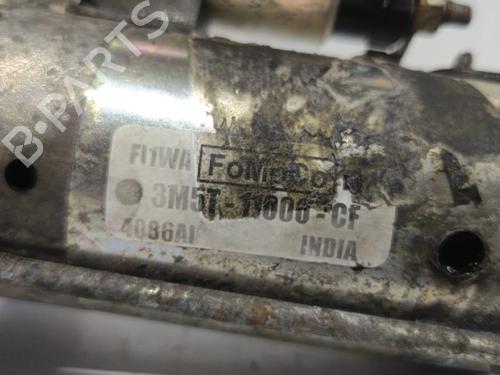 B-PARTS
FI1WA
FoMoCo
3M5T-11000-CF
4086AI
INDIA